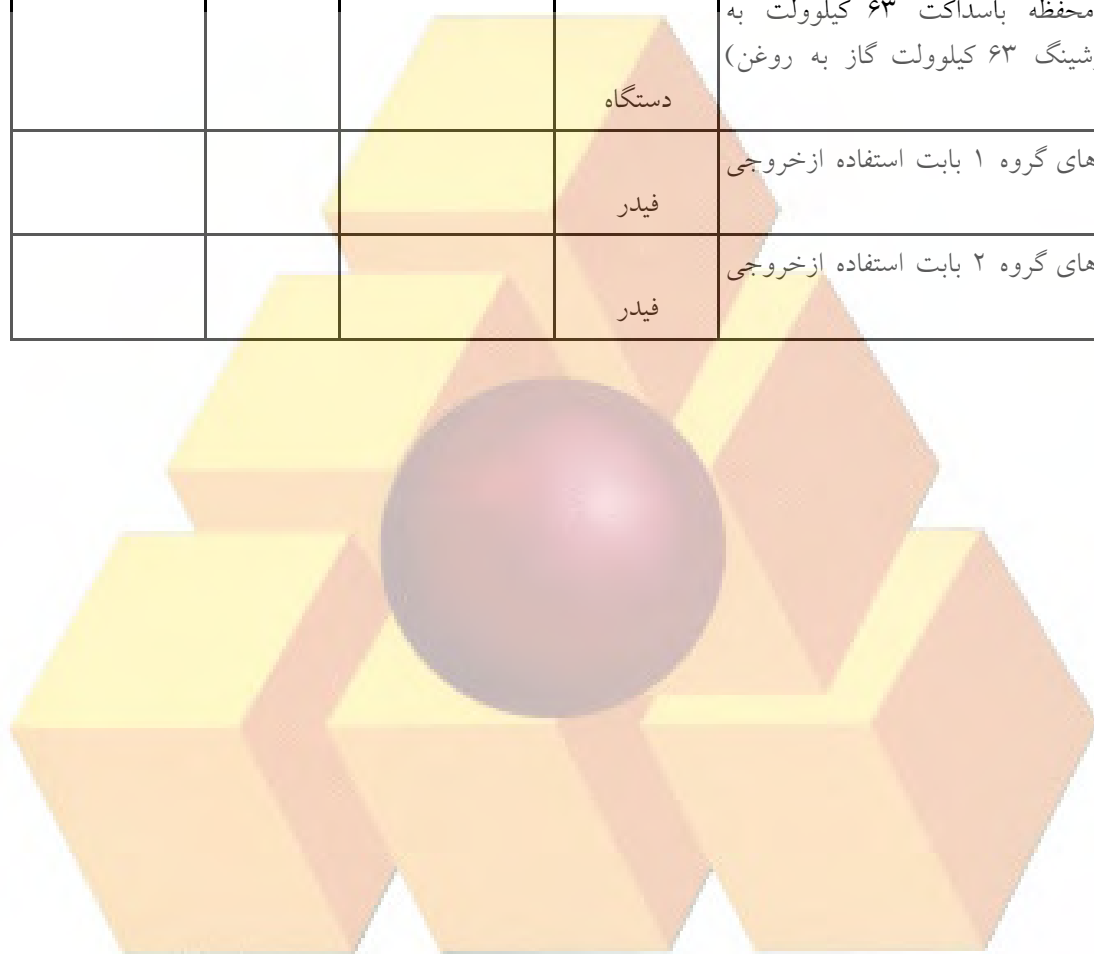 محفظه باسداکت ۶۳ کیلوولت به
شینگ ۶۳ کیلوولت گاز به روغن)
دستگاه
های گروه ۱ بابت استفاده ازخروجی
فیدر
های گروه ۲ بابت استفاده ازخروجی
فیدر